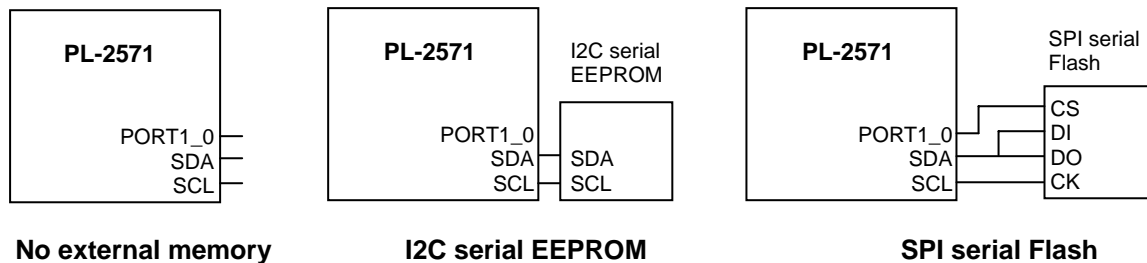 PL-2571
PORT1_0
SDA
SCL
No external memory
PL-2571
I2C serial
EEPROM
PORT1_0
SDA
SCL
SDA
SCL
I2C serial EEPROM
PL-2571
SPI serial
Flash
PORT1_0
SDA
SCL
CS
DI
DO
CK
SPI serial Flash